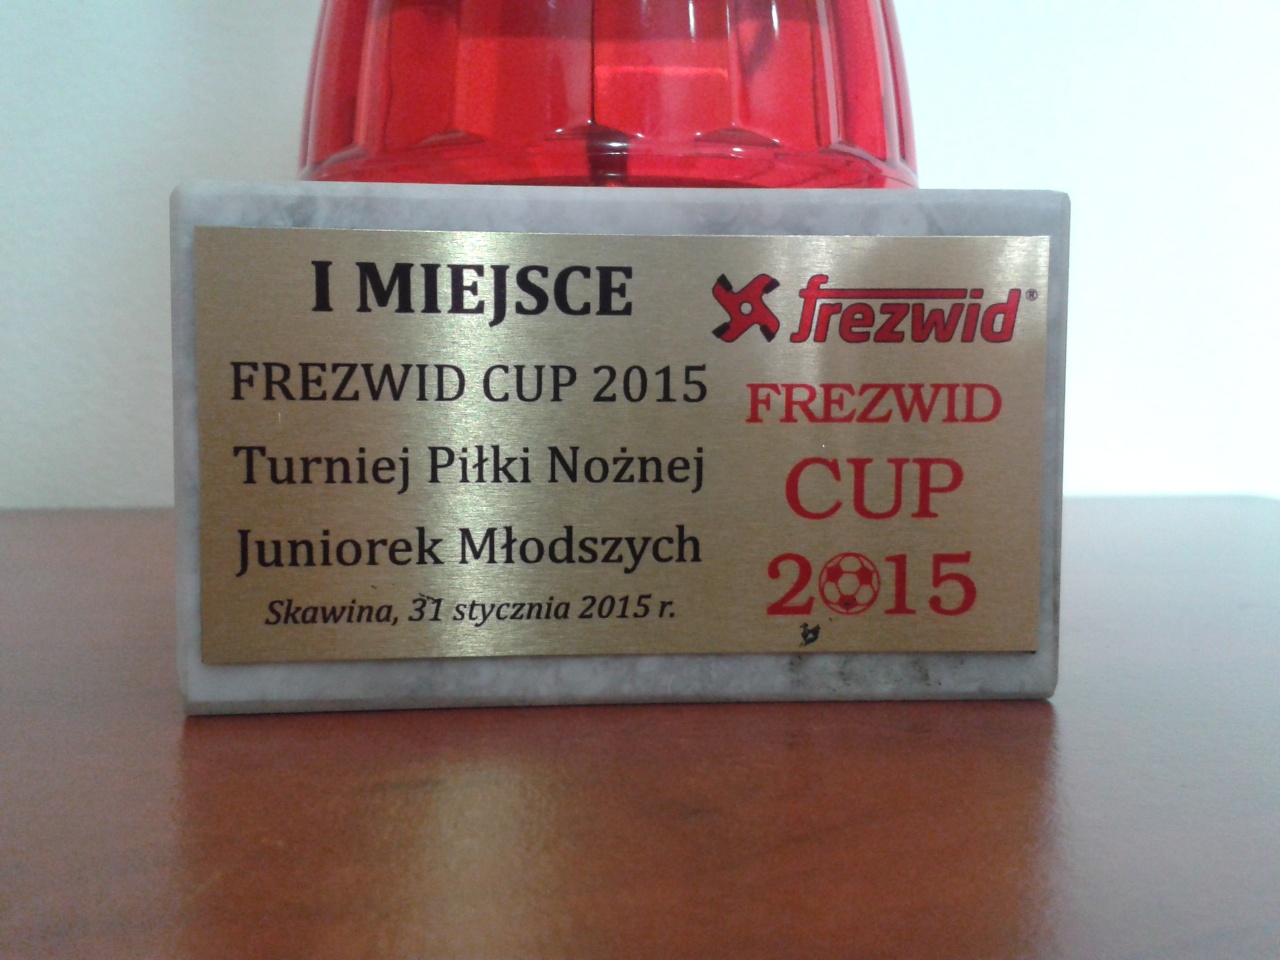 I MIEJSCE
FREZWID CUP 2015
Turniej Piłki Nożnej
Juniorek Młodszych
Skawina, 31 stycznia 2015 r.
frezwid®
FREZWID
CUP
2015